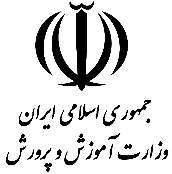 جمهوری اسلامی ایران
وزارت آموزش و پرورش